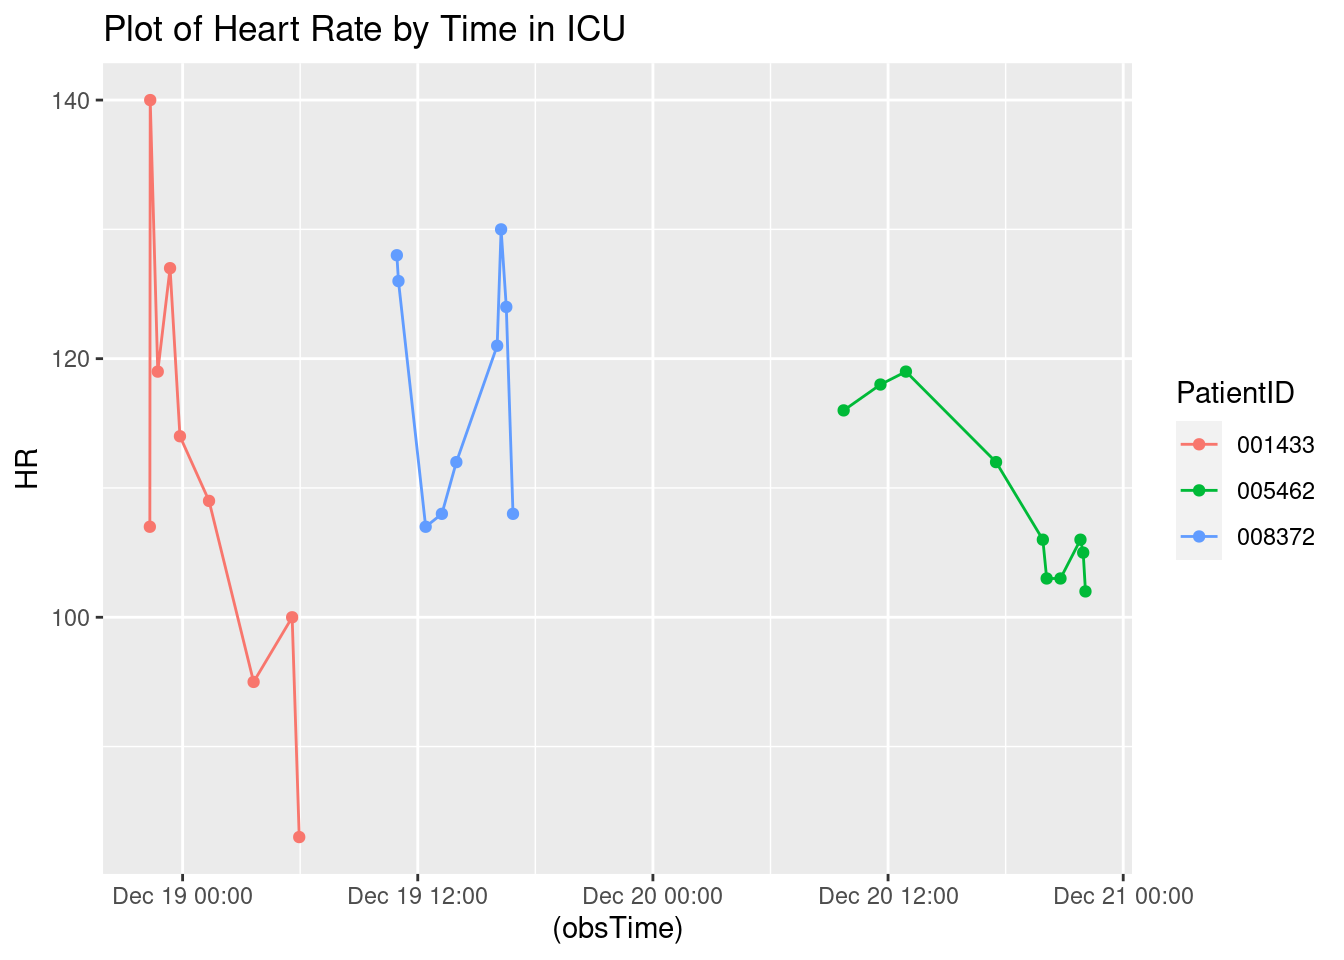 Plot of Heart Rate by Time in ICU
140
120
100
HR
Dec 19 00:00
Dec 19 12:00
Dec 20 00:00
Dec 20 12:00
Dec 21 00:00
(obsTime)
PatientID
001433
005462
008372